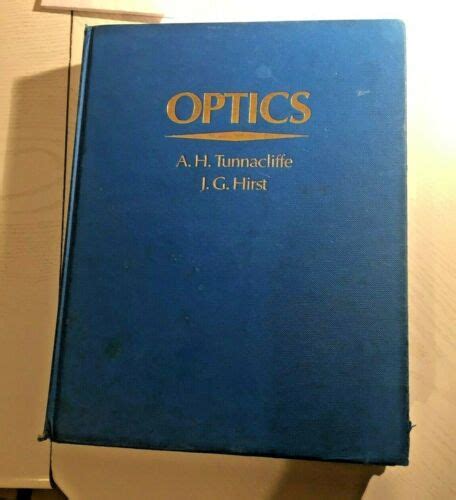 OPTICS
A. H. Tunnacliffe
J. G. Hirst